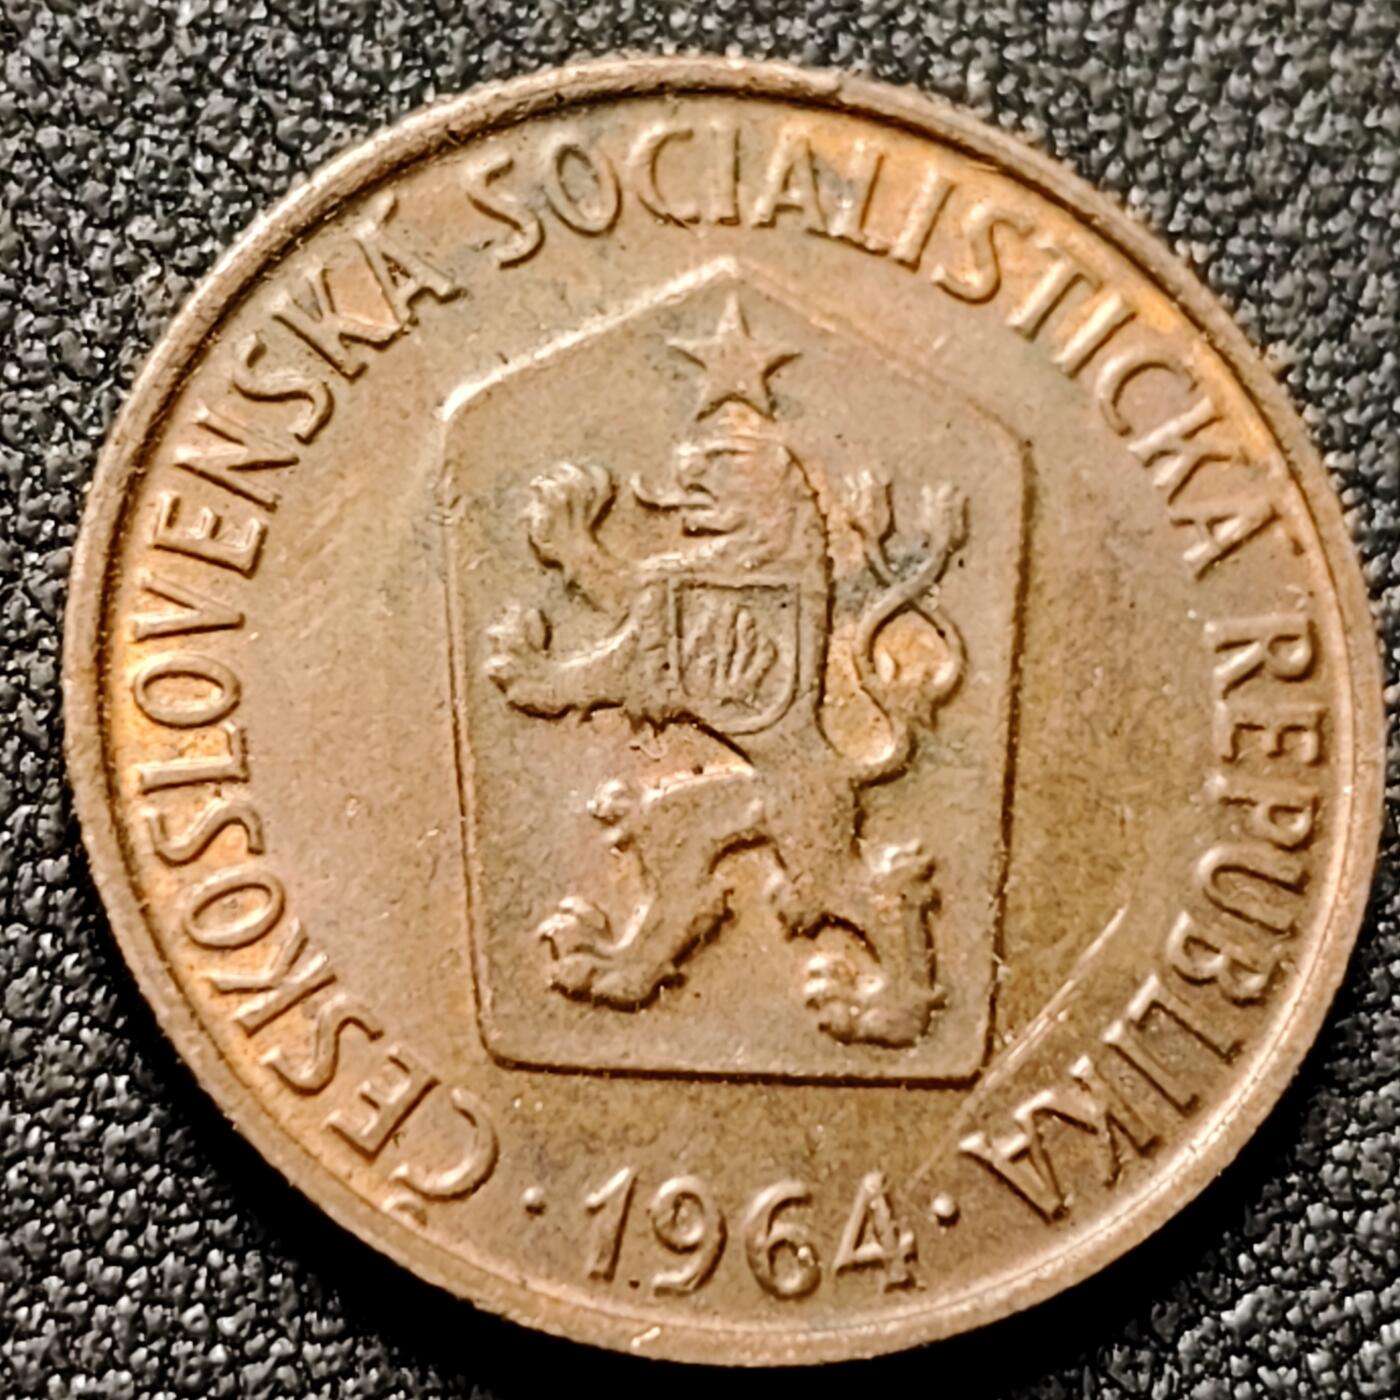 ČESKOSLOVENSKÁ SOCIALISTICKÁ REPUBLIKA
· 1964 ·